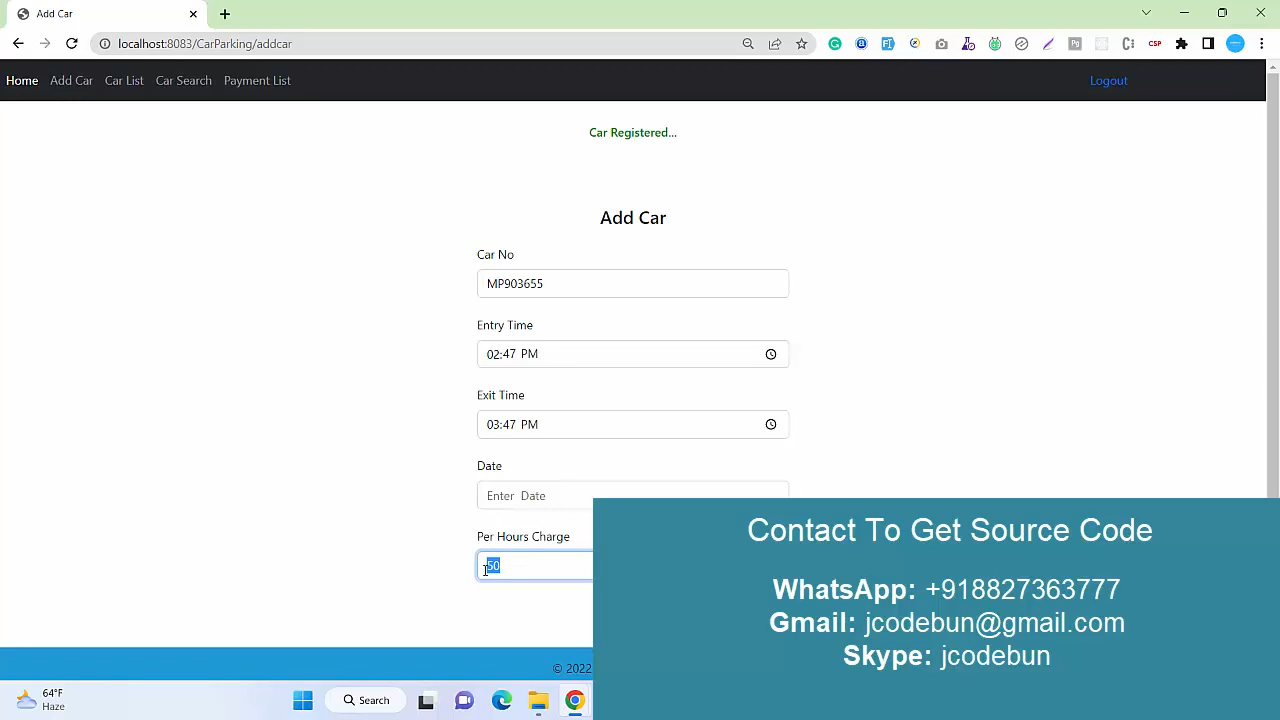 Add Car
localhost:8083/CarParking/addcar
CSP
Home Add Car Car List Car Search Payment List Logout
Car Registered...
Add Car
Car No
MP903655
Entry Time
02:47 PM
Exit Time
03:47 PM
Date
Enter Date
Per Hours Charge
50
Contact To Get Source Code
WhatsApp: +918827363777
Gmail: jcodebun@gmail.com
Skype: jcodebun
© 2022
64°F
Haze
Search